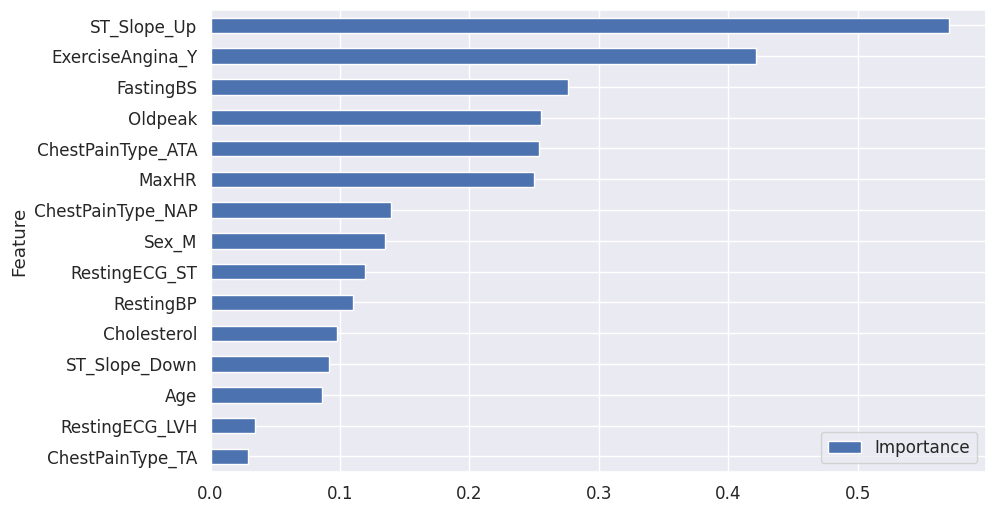 ST_Slope_Up
ExerciseAngina_Y
FastingBS
Oldpeak
ChestPainType_ATA
MaxHR
ChestPainType_NAP
Sex_M
RestingECG_ST
RestingBP
Cholesterol
ST_Slope_Down
Age
RestingECG_LVH
ChestPainType_TA
Feature
Importance
0.0 0.1 0.2 0.3 0.4 0.5